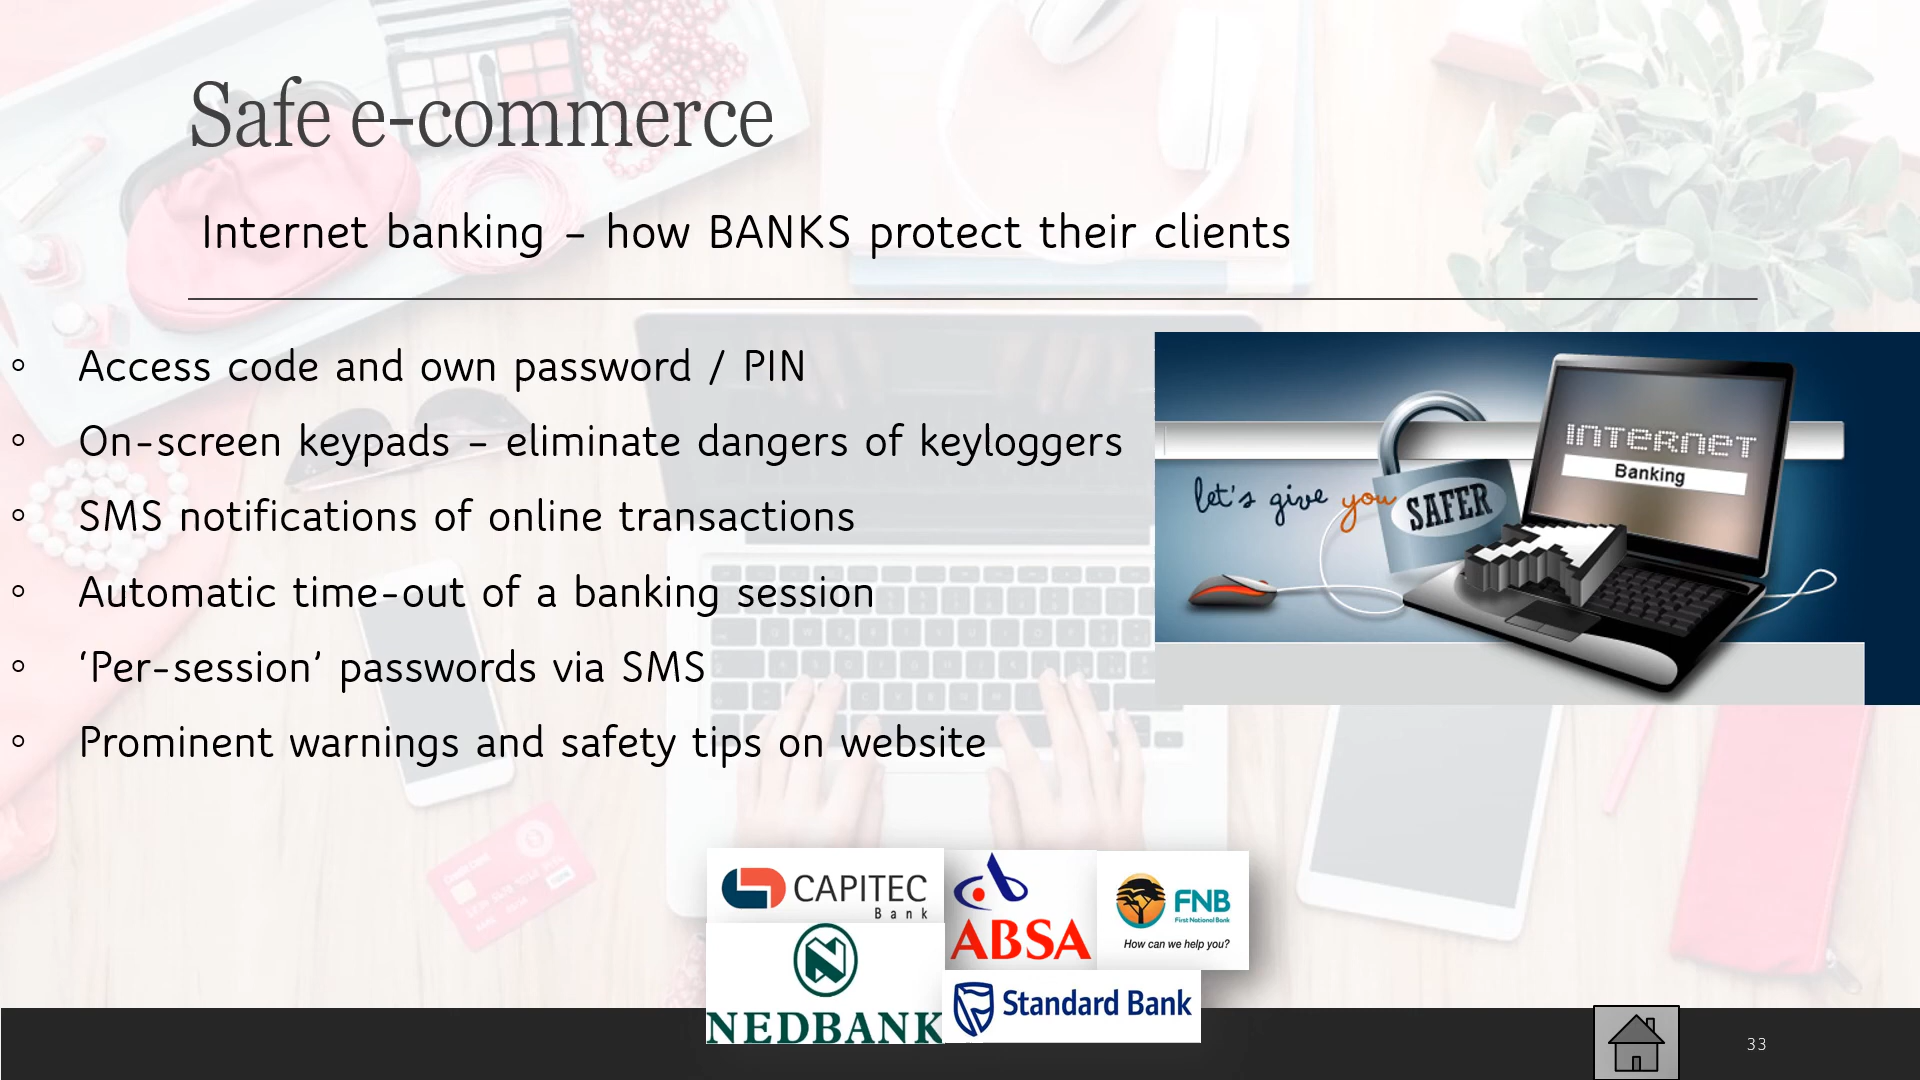 Safe e-commerce
Internet banking – how BANKS protect their clients
◦ Access code and own password / PIN
◦ On-screen keypads – eliminate dangers of keyloggers
◦ SMS notifications of online transactions
◦ Automatic time-out of a banking session
◦ ‘Per-session’ passwords via SMS
◦ Prominent warnings and safety tips on website
let's give you SAFER
INTERNET
Banking
CAPITEC
Bank
ABSA
FNB
First National Bank
How can we help you?
NEDBANK
Standard Bank
33